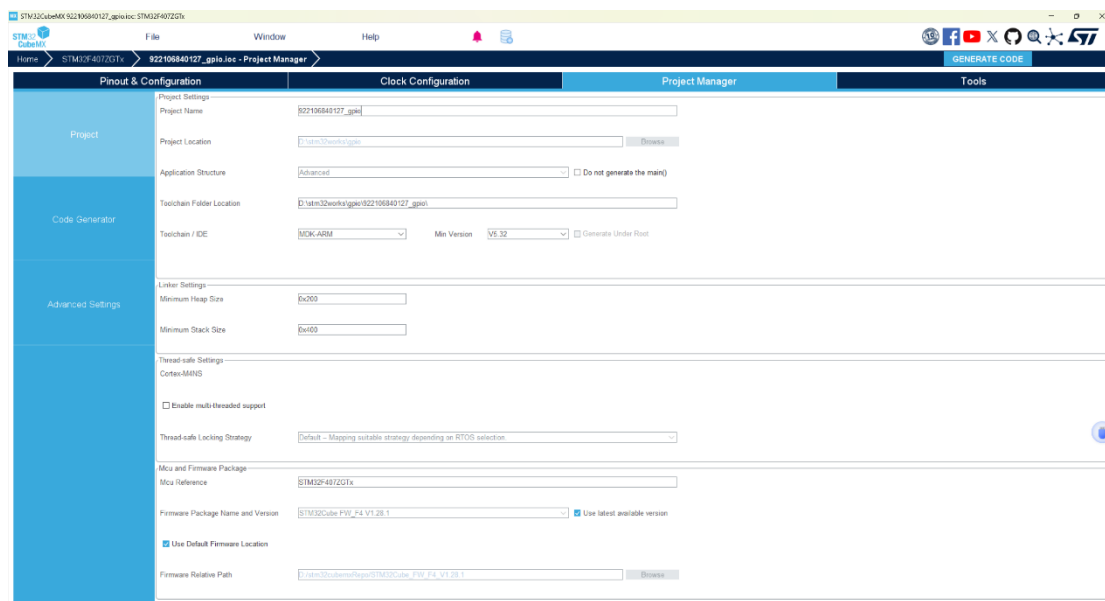 STM32CubeMX 922106840127_gpio.ioc: STM32F407ZGTx
STM32 CubeMX File Window Help
Home STM32F407ZGTx 922106840127_gpio.ioc - Project Manager GENERATE CODE
Pinout & Configuration Clock Configuration Project Manager Tools
Project
Code Generator
Advanced Settings
Project Settings
Project Name 922106840127_gpio
Project Location D:\stm32works\gpio Browse
Application Structure Advanced Do not generate the main()
Toolchain Folder Location D:\stm32works\gpio\922106840127_gpio\
Toolchain / IDE MDK-ARM Min Version V5.32 Generate Under Root
Linker Settings
Minimum Heap Size 0x200
Minimum Stack Size 0x400
Thread-safe Settings
Cortex-M4NS
Enable multi-threaded support
Thread-safe Locking Strategy Default – Mapping suitable strategy depending on RTOS selection.
Mcu and Firmware Package
Mcu Reference STM32F407ZGTx
Firmware Package Name and Version STM32Cube FW_F4 V1.28.1 Use latest available version
Use Default Firmware Location
Firmware Relative Path Browse